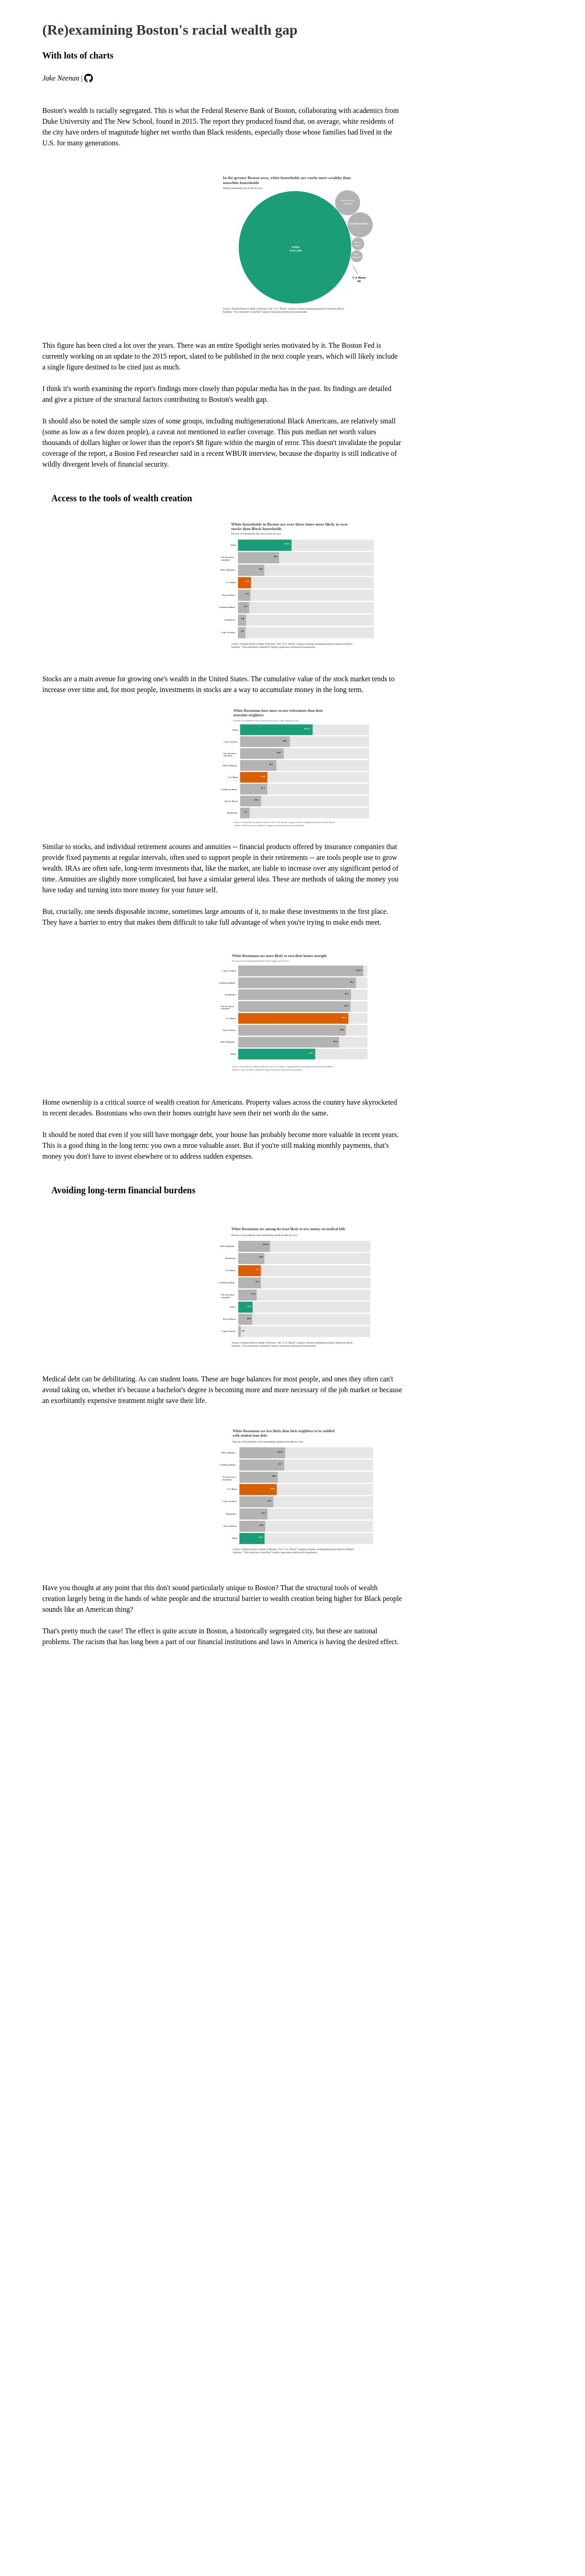 (Re)examining Boston's racial wealth gap
With lots of charts
Jake Neenan |
Boston's wealth is racially segregated. This is what the Federal Reserve Bank of Boston, collaborating with academics from
Duke University and The New School, found in 2015. The report they produced found that, on average, white residents of
the city have orders of magnitude higher net worths than Black residents, especially those whose families had lived in the
U.S. for many generations.
In the greater Boston area, white households are vastly more wealthy than
nonwhite households
White
U.S Black
$8
This figure has been cited a lot over the years. There was an entire Spotlight series motivated by it. The Boston Fed is
currently working on an update to the 2015 report, slated to be published in the next couple years, which will likely include
a single figure destined to be cited just as much.
I think it's worth examining the report's findings more closely than popular media has in the past. Its findings are detailed
and give a picture of the structural factors contributing to Boston's wealth gap.
It should also be noted the sample sizes of some groups, including multigenerational Black Americans, are relatively small
(some as low as a few dozen people), a caveat not mentioned in earlier coverage. This puts median net worth values
thousands of dollars higher or lower than the report's $8 figure within the margin of error. This doesn't invalidate the popular
coverage of the report, a Boston Fed researcher said in a recent WBUR interview, because the disparity is still indicative of
wildly divergent levels of financial security.
Access to the tools of wealth creation
White households in Boston are over three times more likely to own
stocks than Black households
Stocks are a main avenue for growing one's wealth in the United States. The cumulative value of the stock market tends to
increase over time and, for most people, investments in stocks are a way to accumulate money in the long term.
White Bostonians have more secure retirements than their
nonwhite neighbors
Similar to stocks, and individual retirement acounts and annuities -- financial products offered by insurance companies that
provide fixed payments at regular intervals, often used to support people in their retirements -- are tools people use to grow
wealth. IRAs are often safe, long-term investments that, like the market, are liable to increase over any significant period of
time. Annuities are slightly more complicated, but have a simialar general idea. These are methods of taking the money you
have today and turning into more money for your future self.
But, crucially, one needs disposable income, sometimes large amounts of it, to make these investments in the first place.
They have a barrier to entry that makes them difficult to take full advantage of when you're trying to make ends meet.
White Bostonians are more likely to own their homes outright
Home ownership is a critical source of wealth creation for Americans. Property values across the country have skyrocketed
in recent decades. Bostonians who own their homes outright have seen their net worth do the same.
It should be noted that even if you still have mortgage debt, your house has probably become more valuable in recent years.
This is a good thing in the long term: you own a mroe valuable asset. But if you're still making monthly payments, that's
money you don't have to invest elsewhere or to address sudden expenses.
Avoiding long-term financial burdens
White Bostonians are among the least likely to owe money on medical bills
Medical debt can be debilitating. As can student loans. These are huge balances for most people, and ones they often can't
avoud taking on, whether it's because a bachelor's degree is becoming more and more necessary of the job market or because
an exorbitantly expensive treatment might save their life.
White Bostonians are less likely than their neighbors to be saddled
with student loan debt
Have you thought at any point that this don't sound particularly unique to Boston? That the structural tools of wealth
creation largely being in the hands of white people and the structural barrier to wealth creation being higher for Black people
sounds like an American thing?
That's pretty much the case! The effect is quite accute in Boston, a historically segregated city, but these are national
problems. The racism that has long been a part of our financial institutions and laws in America is having the desired effect.